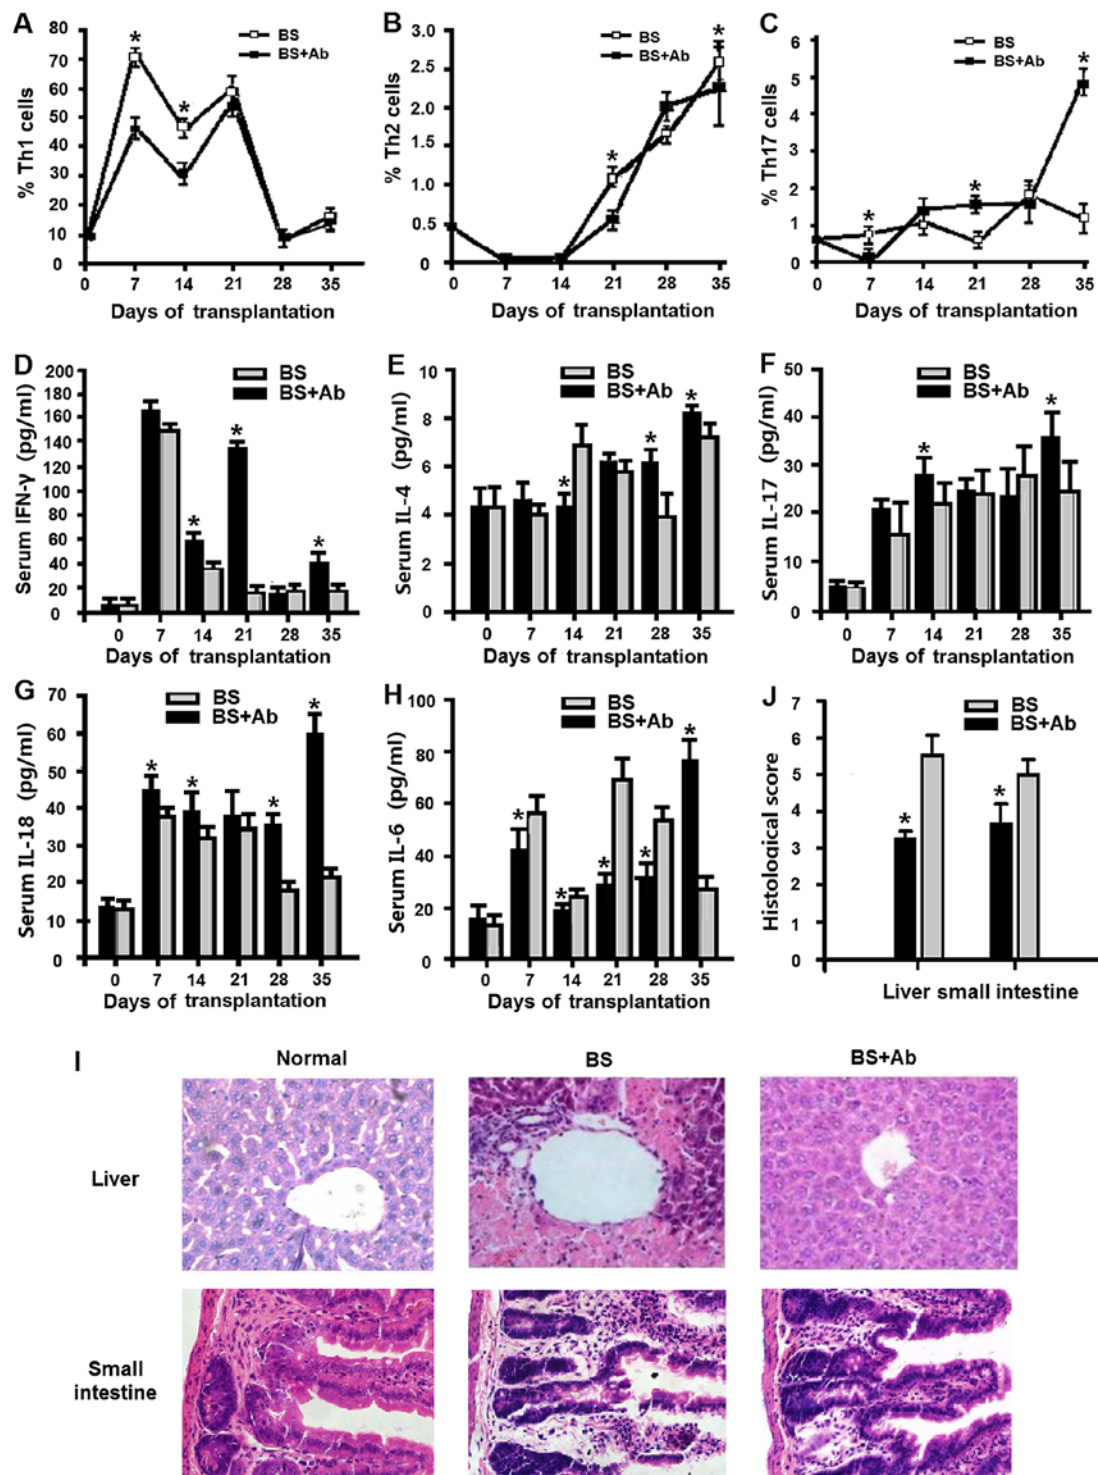 A
% Th1 cells
80
70
60
50
40
30
20
10
0
*
*
BS
BS+Ab
0 7 14 21 28 35
Days of transplantation
B
% Th2 cells
3.0
2.5
2.0
1.5
1.0
0.5
0
*
*
BS
BS+Ab
0 7 14 21 28 35
Days of transplantation
C
% Th17 cells
6
5
4
3
2
1
0
*
*
*
BS
BS+Ab
0 7 14 21 28 35
Days of transplantation
D
Serum IFN-γ (pg/ml)
200
180
160
140
120
100
80
60
40
20
0
BS
BS+Ab
*
*
*
0 7 14 21 28 35
Days of transplantation
E
Serum IL-4 (pg/ml)
10
8
6
4
2
0
BS
BS+Ab
*
*
*
0 7 14 21 28 35
Days of transplantation
F
Serum IL-17 (pg/ml)
50
40
30
20
10
0
BS
BS+Ab
*
*
0 7 14 21 28 35
Days of transplantation
G
Serum IL-18 (pg/ml)
70
60
50
40
30
20
10
0
BS
BS+Ab
*
*
*
*
0 7 14 21 28 35
Days of transplantation
H
Serum IL-6 (pg/ml)
100
80
60
40
20
0
BS
BS+Ab
*
*
*
*
*
0 7 14 21 28 35
Days of transplantation
J
Histological score
7
6
5
4
3
2
1
0
BS
BS+Ab
*
*
Liver small intestine
I
Normal BS BS+Ab
Liver
Small
intestine